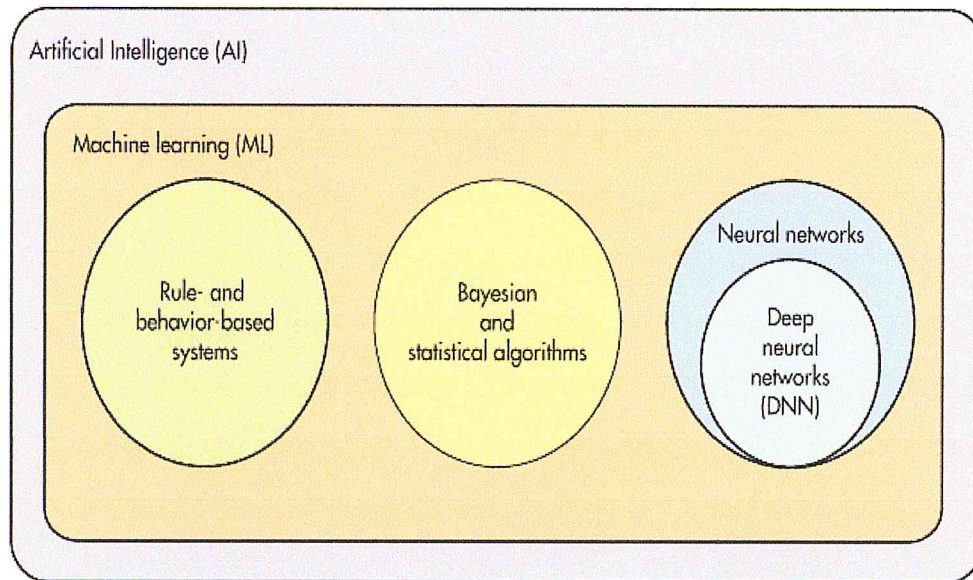 Artificial Intelligence (AI)
Machine learning (ML)
Rule- and
behavior-based
systems
Bayesian
and
statistical algorithms
Neural networks
Deep
neural
networks
(DNN)